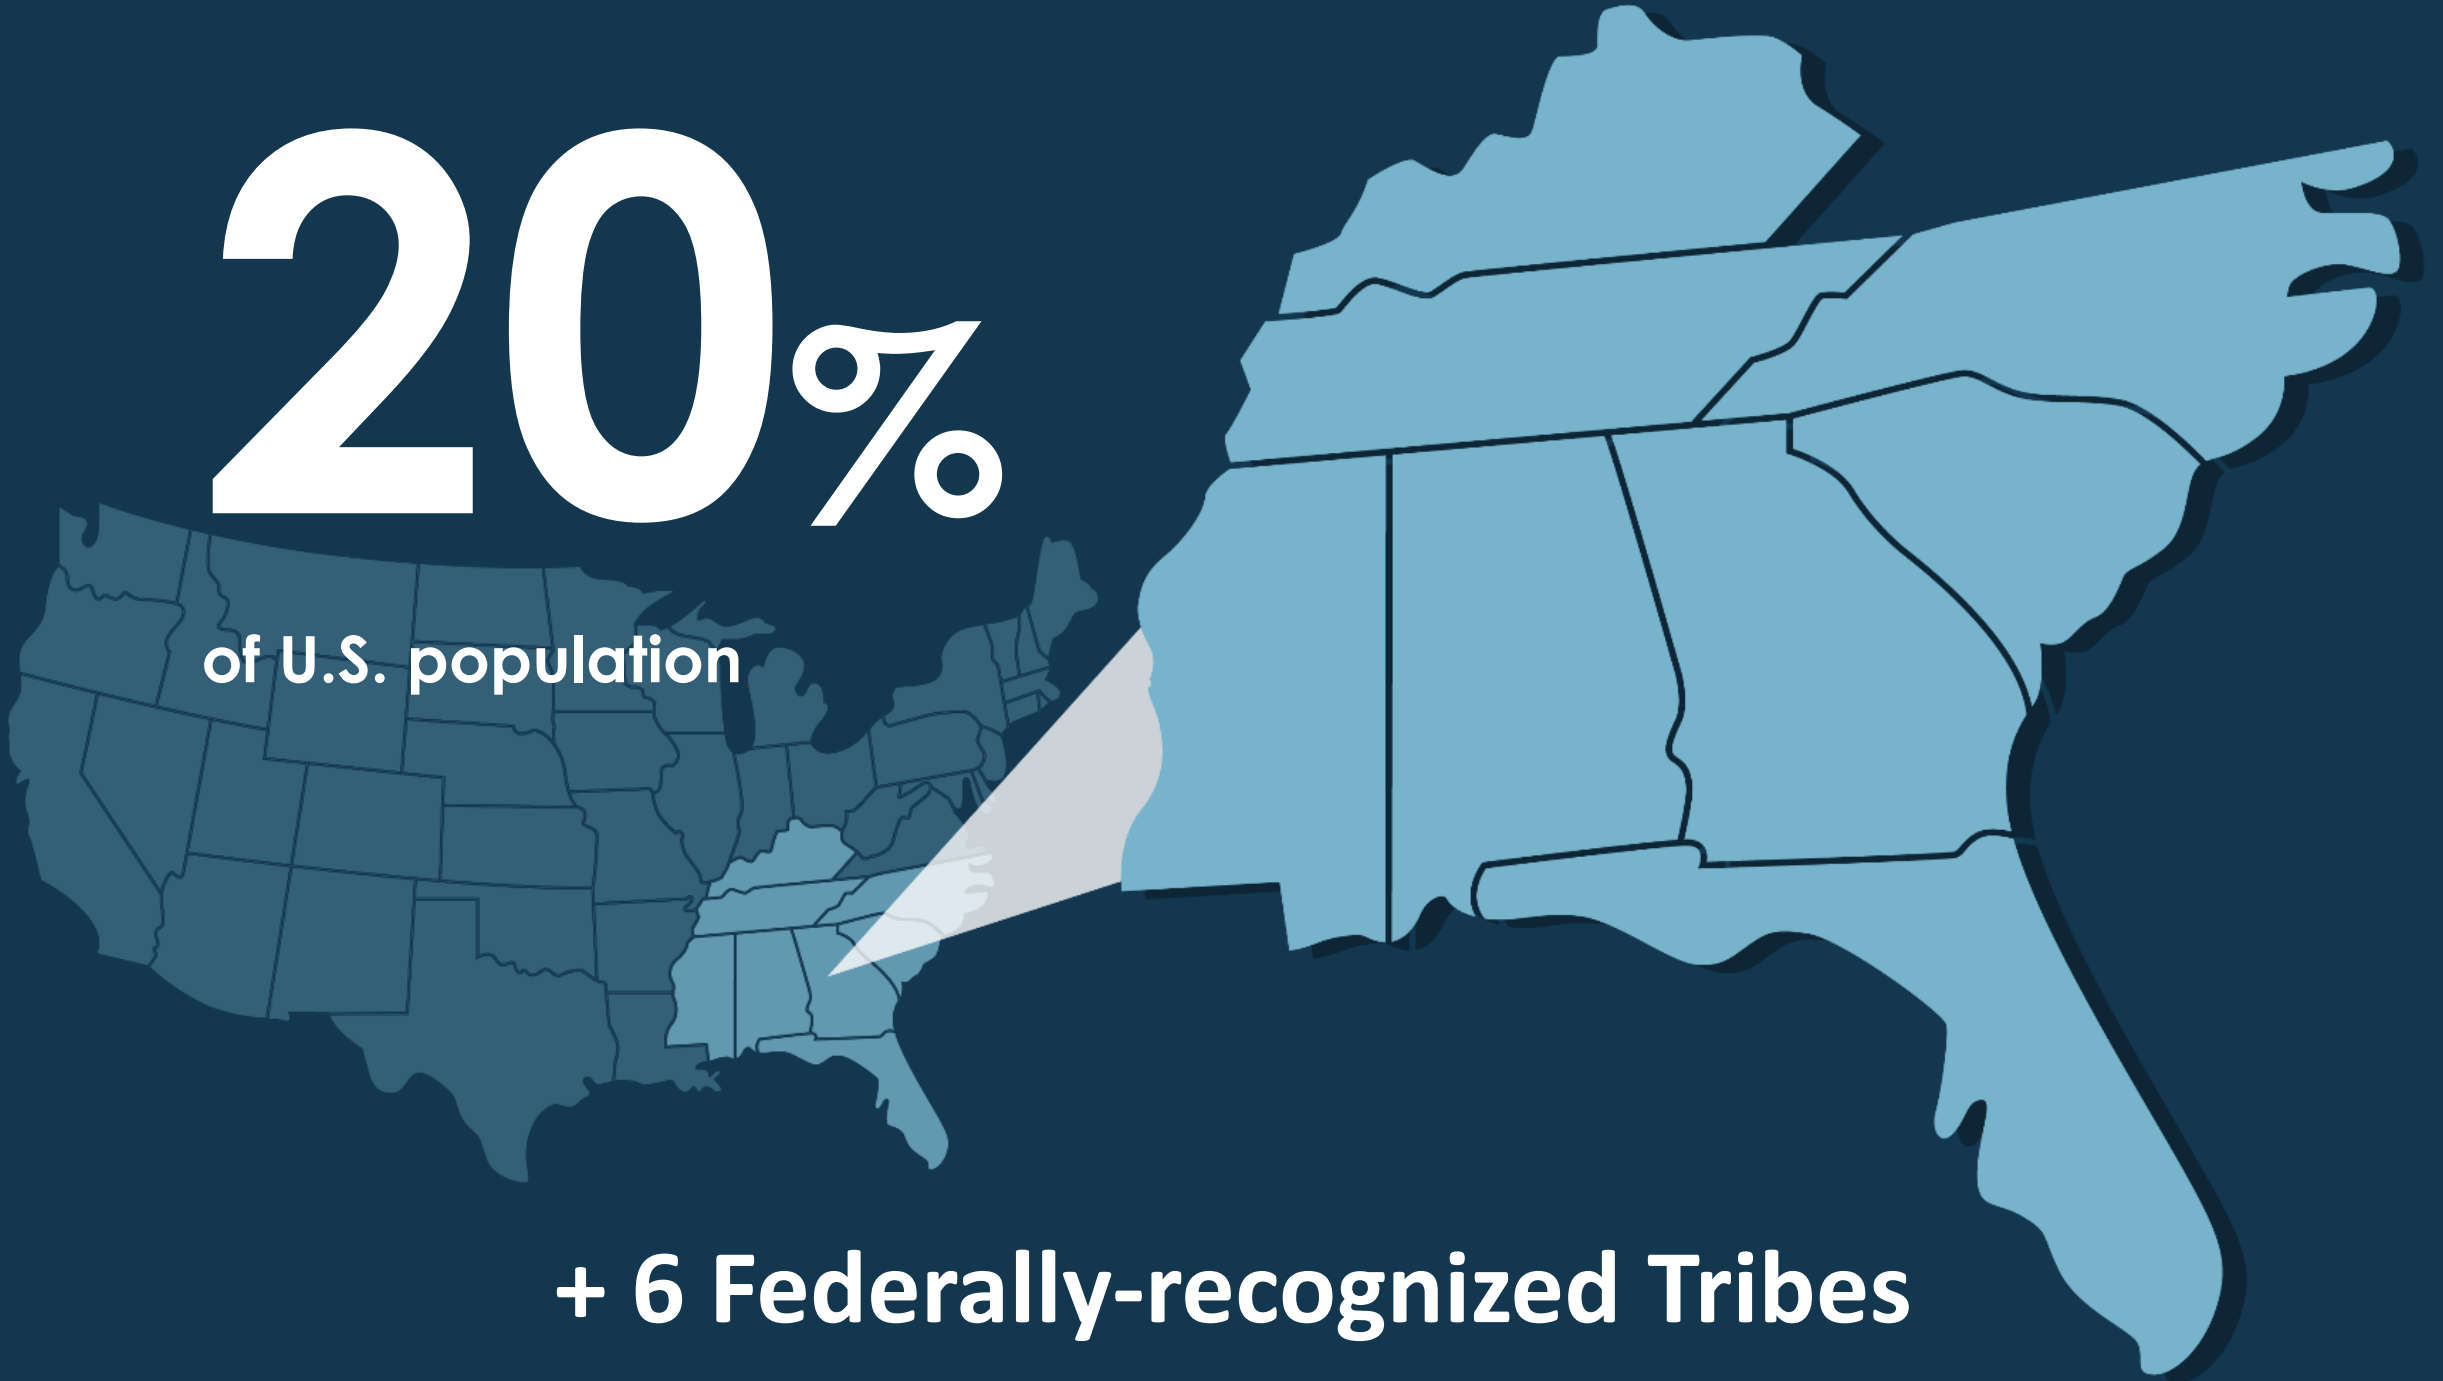 20%
of U.S. population
+ 6 Federally-recognized Tribes